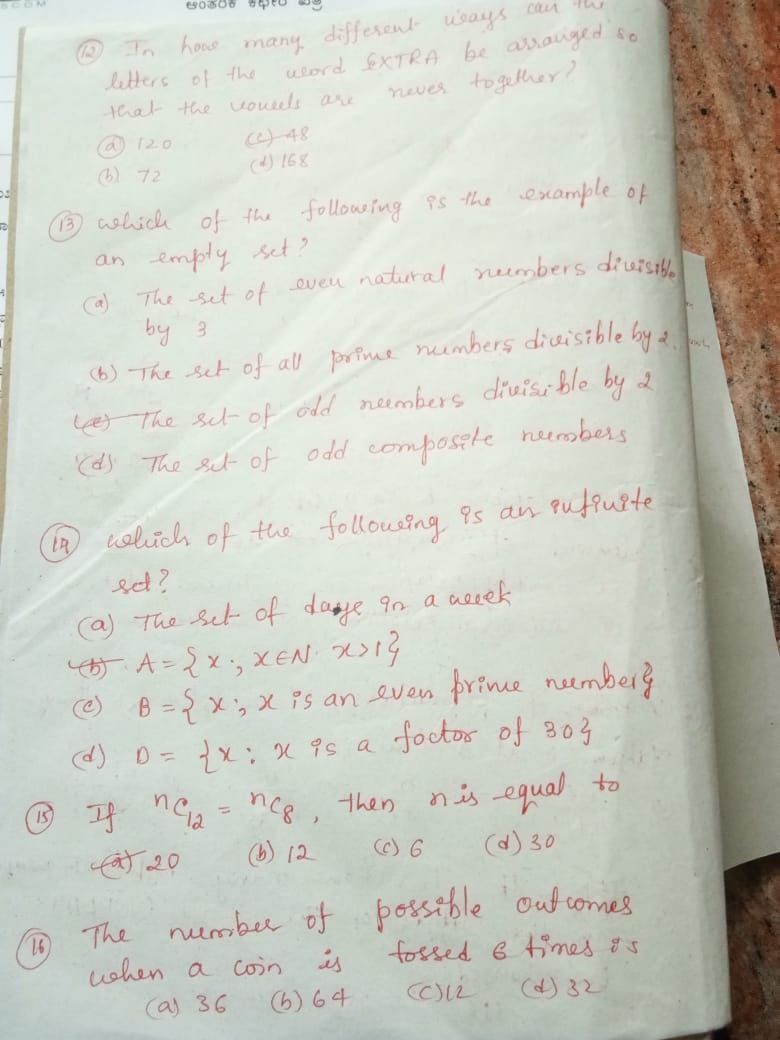 ಆಂತರಿಕ
(12) In how many different ways can the
letters of the word EXTRA be arranged so
that the vowels are never together?
(a) 120 (c) 48
(b) 72 (d) 168
(13) which of the following is the example of
an empty set?
(a) The set of even natural numbers divisible
by 3
(b) The set of all prime numbers divisible by 2.
(c) The set of odd numbers divisible by 2
(d) The set of odd composite numbers
(14) which of the following is an infinite
set?
(a) The set of days in a week
(b) A = {x ; x∈N x>1}
(c) B = {x ; x is an even prime number}
(d) D = {x : x is a factor of 30}
(15) If nC12 = nC8, then n is equal to
(a) 20 (b) 12 (c) 6 (d) 30
(16) The number of possible outcomes
when a coin is tossed 6 times is
(a) 36 (b) 64 (c) 12 (d) 32